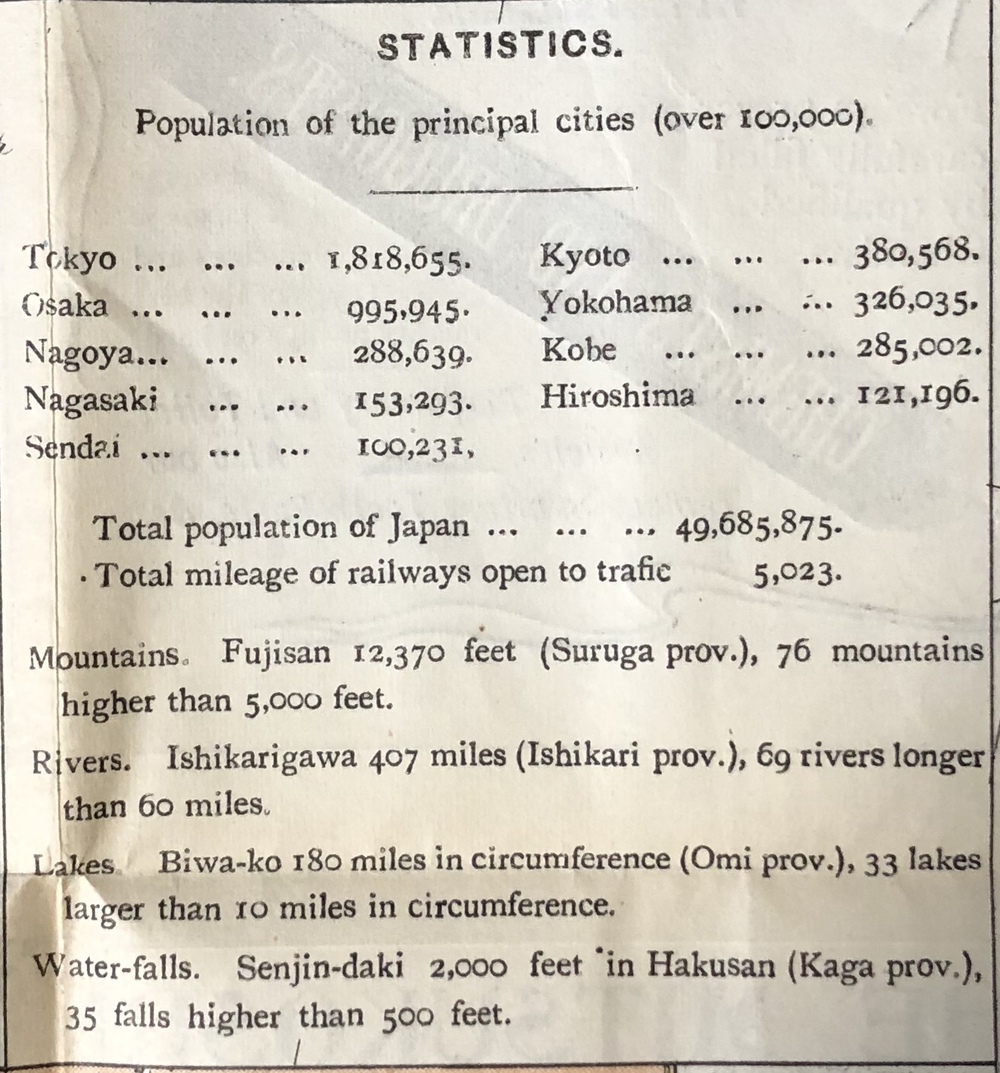 STATISTICS.
Population of the principal cities (over 100,000).
Tokyo ... ... ... 1,818,655. Kyoto ... ... ... 380,568.
Osaka ... ... ... 995,945. Yokohama ... ... 326,035.
Nagoya... ... ... 288,639. Kobe ... ... ... 285,002.
Nagasaki ... ... 153,293. Hiroshima ... ... 121,196.
Sendai ... ... ... 100,231,
Total population of Japan ... ... ... 49,685,875.
Total mileage of railways open to trafic 5,023.
Mountains. Fujisan 12,370 feet (Suruga prov.), 76 mountains
higher than 5,000 feet.
Rivers. Ishikarigawa 407 miles (Ishikari prov.), 69 rivers longer
than 60 miles.
Lakes. Biwa-ko 180 miles in circumference (Omi prov.), 33 lakes
larger than 10 miles in circumference.
Water-falls. Senjin-daki 2,000 feet in Hakusan (Kaga prov.),
35 falls higher than 500 feet.